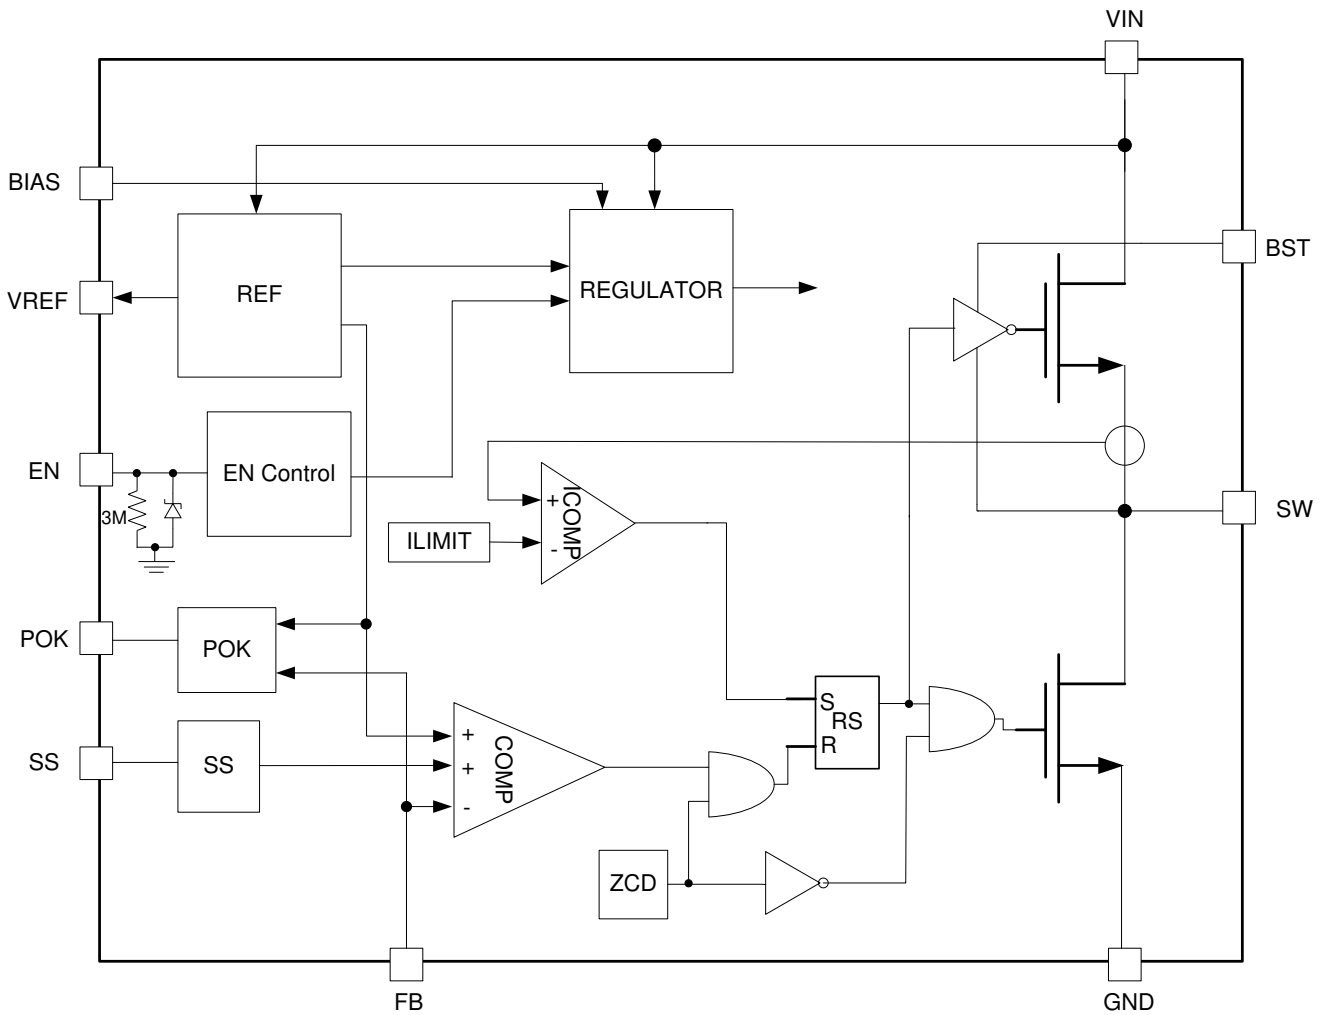 VIN
BIAS
BST
REF
REGULATOR
VREF
EN
EN Control
3M
+
ICOMP
-
ILIMIT
SW
POK
POK
S
RS
R
SS
SS
+
+
-
COMP
ZCD
FB
GND